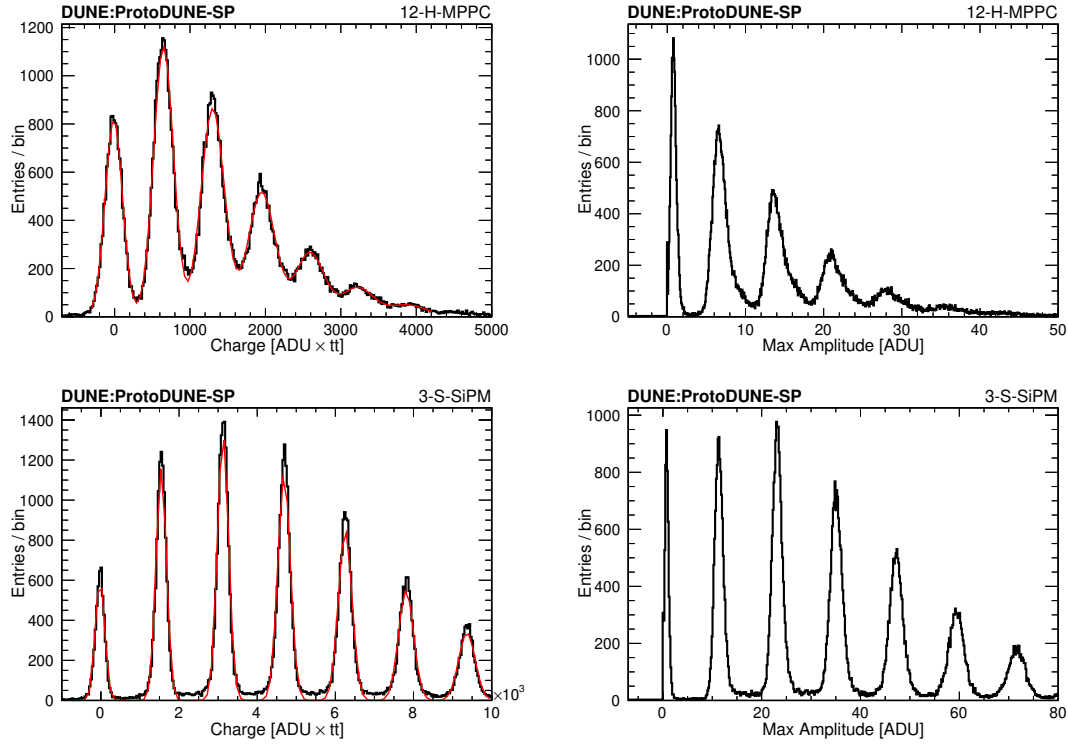 DUNE:ProtoDUNE-SP 12-H-MPPC
Entries / bin
0 200 400 600 800 1000 1200
0 1000 2000 3000 4000 5000
Charge [ADU × tt]
DUNE:ProtoDUNE-SP 12-H-MPPC
Entries / bin
0 200 400 600 800 1000
0 10 20 30 40 50
Max Amplitude [ADU]
DUNE:ProtoDUNE-SP 3-S-SiPM
Entries / bin
0 200 400 600 800 1000 1200 1400
0 2 4 6 8 10
×10³
Charge [ADU × tt]
DUNE:ProtoDUNE-SP 3-S-SiPM
Entries / bin
0 200 400 600 800 1000
0 20 40 60 80
Max Amplitude [ADU]